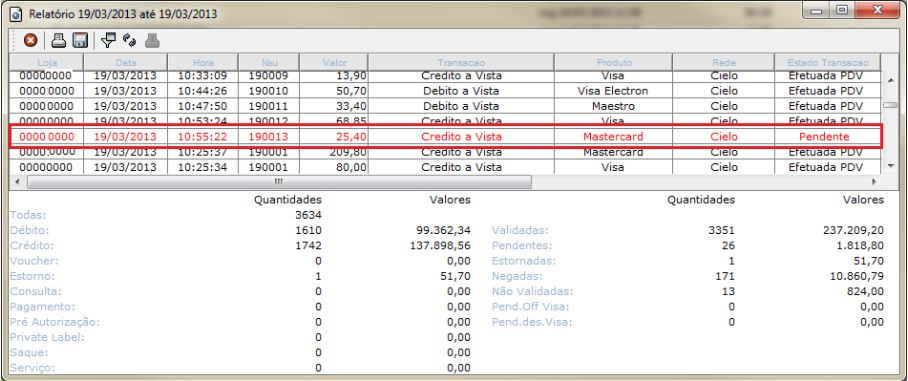 Relatório 19/03/2013 até 19/03/2013
Loja Data Hora Nsu Valor Transacao Produto Rede Estado Transacao
00000000 19/03/2013 10:33:09 190009 13,90 Credito a Vista Visa Cielo Efetuada PDV
00000000 19/03/2013 10:44:26 190010 50,70 Debito a Vista Visa Electron Cielo Efetuada PDV
00000000 19/03/2013 10:47:50 190011 33,40 Debito a Vista Maestro Cielo Efetuada PDV
00000000 19/03/2013 10:53:24 190012 68,85 Credito a Vista Visa Cielo Efetuada PDV
00000000 19/03/2013 10:55:22 190013 25,40 Credito a Vista Mastercard Cielo Pendente
00000000 19/03/2013 10:25:37 190001 209,80 Credito a Vista Mastercard Cielo Efetuada PDV
00000000 19/03/2013 10:25:34 190001 80,00 Credito a Vista Visa Cielo Efetuada PDV
Quantidades Valores Quantidades Valores
Todas: 3634
Débito: 1610 99.362,34 Validadas: 3351 237.209,20
Crédito: 1742 137.898,56 Pendentes: 26 1.818,80
Voucher: 0 0,00 Estornadas: 1 51,70
Estorno: 1 51,70 Negadas: 171 10.860,79
Consulta: 0 0,00 Não Validadas: 13 824,00
Pagamento: 0 0,00 Pend.Off Visa: 0 0,00
Pré Autorização: 0 0,00 Pend.des.Visa: 0 0,00
Private Label: 0 0,00
Saque: 0 0,00
Serviço: 0 0,00